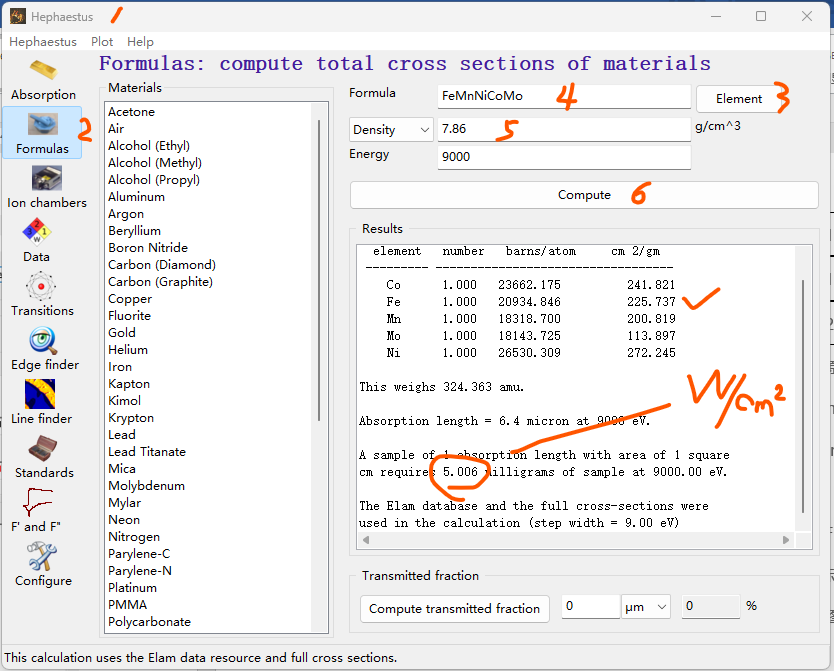 Hephaestus 1
Hephaestus Plot Help
Formulas: compute total cross sections of materials
Absorption
Formulas 2
Ion chambers
Data
Transitions
Edge finder
Line finder
Standards
F' and F"
Configure
Materials
Acetone
Air
Alcohol (Ethyl)
Alcohol (Methyl)
Alcohol (Propyl)
Aluminum
Argon
Beryllium
Boron Nitride
Carbon (Diamond)
Carbon (Graphite)
Copper
Fluorite
Gold
Helium
Iron
Kapton
Kimol
Krypton
Lead
Lead Titanate
Mica
Molybdenum
Mylar
Neon
Nitrogen
Parylene-C
Parylene-N
Platinum
PMMA
Polycarbonate
Formula FeMnNiCoMo 4 Element 3
Density 7.86 5 g/cm^3
Energy 9000
Compute 6
Results
element number barns/atom cm 2/gm
--------- ----------------------------------
Co 1.000 23662.175 241.821
Fe 1.000 20934.846 225.737
Mn 1.000 18318.700 200.819
Mo 1.000 18143.725 113.897
Ni 1.000 26530.309 272.245
This weighs 324.363 amu.
W/cm²
Absorption length = 6.4 micron at 9000 eV.
A sample of 1 absorption length with area of 1 square
cm requires 5.006 milligrams of sample at 9000.00 eV.
The Elam database and the full cross-sections were
used in the calculation (step width = 9.00 eV)
Transmitted fraction
Compute transmitted fraction 0 μm 0 %
This calculation uses the Elam data resource and full cross sections.